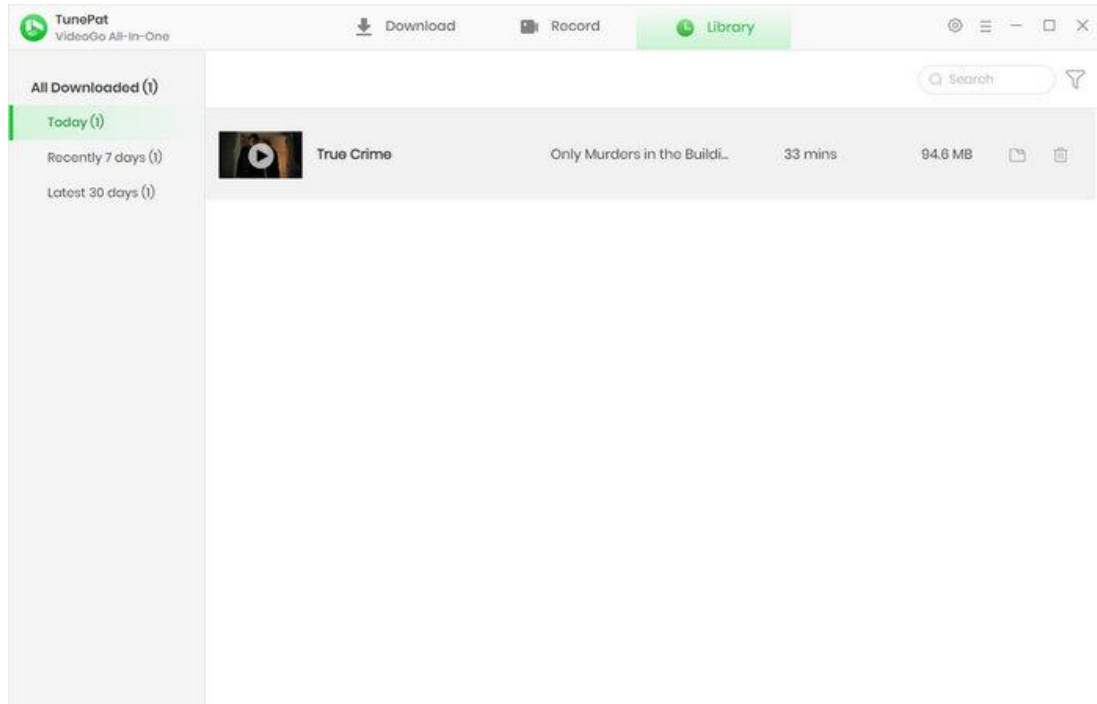 TunePat
VideoGo All-In-One
Download
Record
Library
All Downloaded (1)
Search
Today (1)
Recently 7 days (1)
Latest 30 days (1)
True Crime
Only Murders in the Buildi...
33 mins
94.6 MB